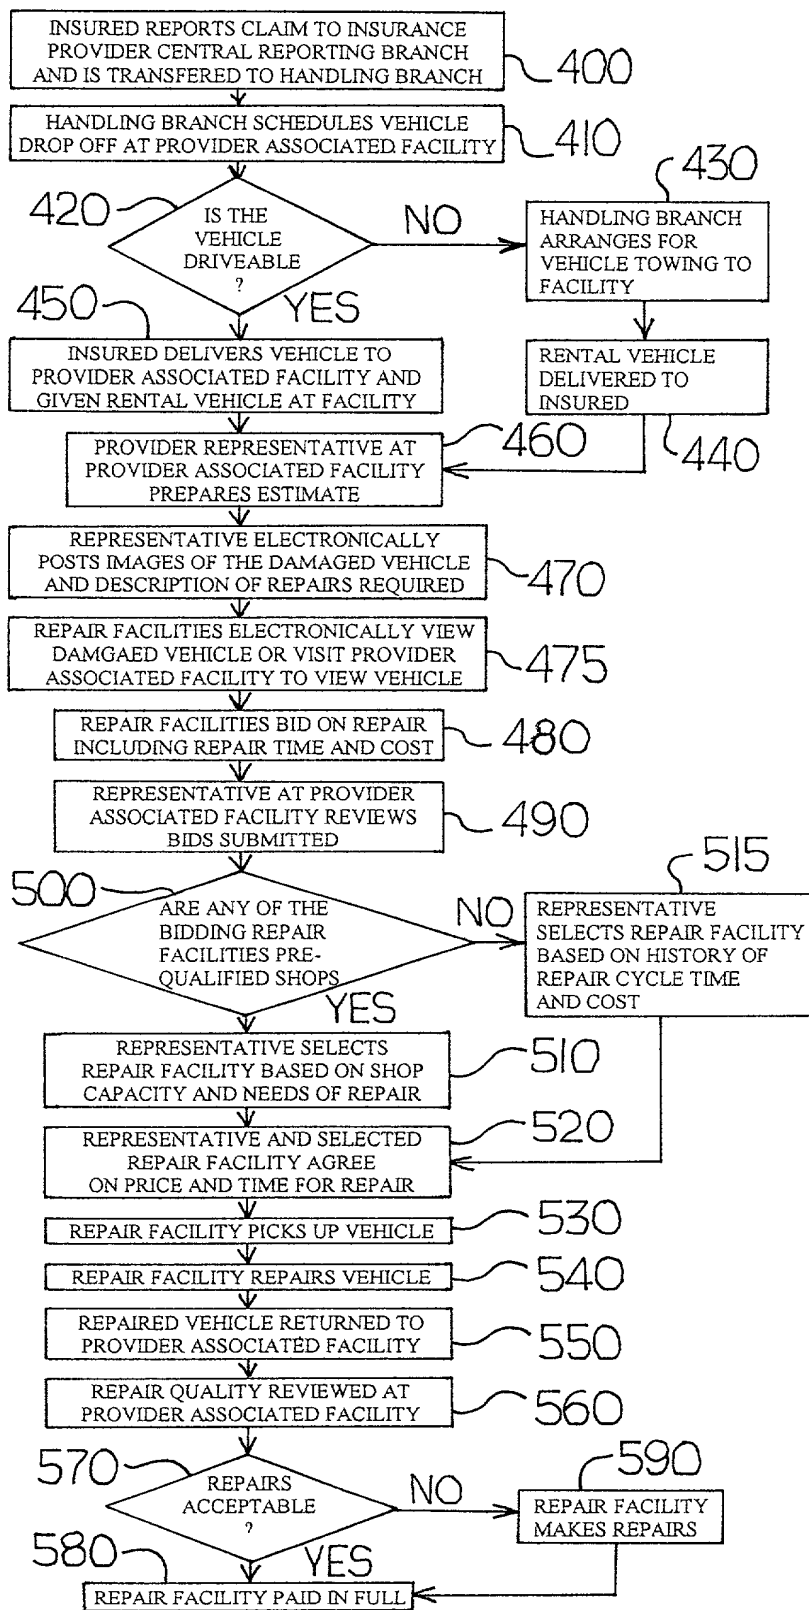 INSURED REPORTS CLAIM TO INSURANCE
PROVIDER CENTRAL REPORTING BRANCH
AND IS TRANSFERED TO HANDLING BRANCH
400
HANDLING BRANCH SCHEDULES VEHICLE
DROP OFF AT PROVIDER ASSOCIATED FACILITY
410
420
IS THE
VEHICLE
DRIVEABLE
?
NO
YES
430
HANDLING BRANCH
ARRANGES FOR
VEHICLE TOWING TO
FACILITY
450
INSURED DELIVERS VEHICLE TO
PROVIDER ASSOCIATED FACILITY AND
GIVEN RENTAL VEHICLE AT FACILITY
RENTAL VEHICLE
DELIVERED TO
INSURED
440
PROVIDER REPRESENTATIVE AT
PROVIDER ASSOCIATED FACILITY
PREPARES ESTIMATE
460
REPRESENTATIVE ELECTRONICALLY
POSTS IMAGES OF THE DAMAGED VEHICLE
AND DESCRIPTION OF REPAIRS REQUIRED
470
REPAIR FACILITIES ELECTRONICALLY VIEW
DAMGAED VEHICLE OR VISIT PROVIDER
ASSOCIATED FACILITY TO VIEW VEHICLE
475
REPAIR FACILITIES BID ON REPAIR
INCLUDING REPAIR TIME AND COST
480
REPRESENTATIVE AT PROVIDER
ASSOCIATED FACILITY REVIEWS
BIDS SUBMITTED
490
500
ARE ANY OF THE
BIDDING REPAIR
FACILITIES PRE-
QUALIFIED SHOPS
NO
YES
515
REPRESENTATIVE
SELECTS REPAIR FACILITY
BASED ON HISTORY OF
REPAIR CYCLE TIME
AND COST
REPRESENTATIVE SELECTS
REPAIR FACILITY BASED ON SHOP
CAPACITY AND NEEDS OF REPAIR
510
REPRESENTATIVE AND SELECTED
REPAIR FACILITY AGREE
ON PRICE AND TIME FOR REPAIR
520
REPAIR FACILITY PICKS UP VEHICLE
530
REPAIR FACILITY REPAIRS VEHICLE
540
REPAIRED VEHICLE RETURNED TO
PROVIDER ASSOCIATED FACILITY
550
REPAIR QUALITY REVIEWED AT
PROVIDER ASSOCIATED FACILITY
560
570
REPAIRS
ACCEPTABLE
?
NO
YES
590
REPAIR FACILITY
MAKES REPAIRS
580
REPAIR FACILITY PAID IN FULL